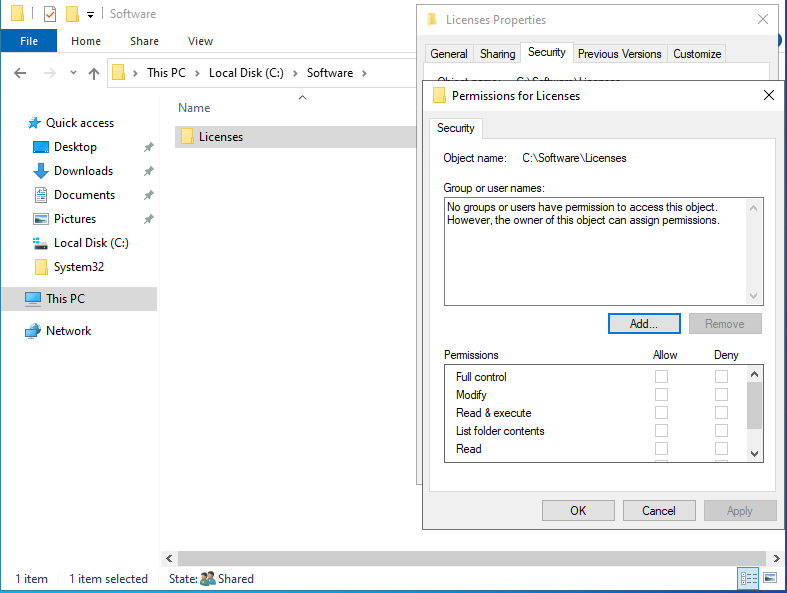 Software
File Home Share View
This PC Local Disk (C:) Software
Name
Licenses
Quick access
Desktop
Downloads
Documents
Pictures
Local Disk (C:)
System32
This PC
Network
1 item 1 item selected State: Shared
Licenses Properties
General Sharing Security Previous Versions Customize
Object name: C:\Software\Licenses
Permissions for Licenses
Security
Object name: C:\Software\Licenses
Group or user names:
No groups or users have permission to access this object.
However, the owner of this object can assign permissions.
Add... Remove
Permissions Allow Deny
Full control
Modify
Read & execute
List folder contents
Read
OK Cancel Apply